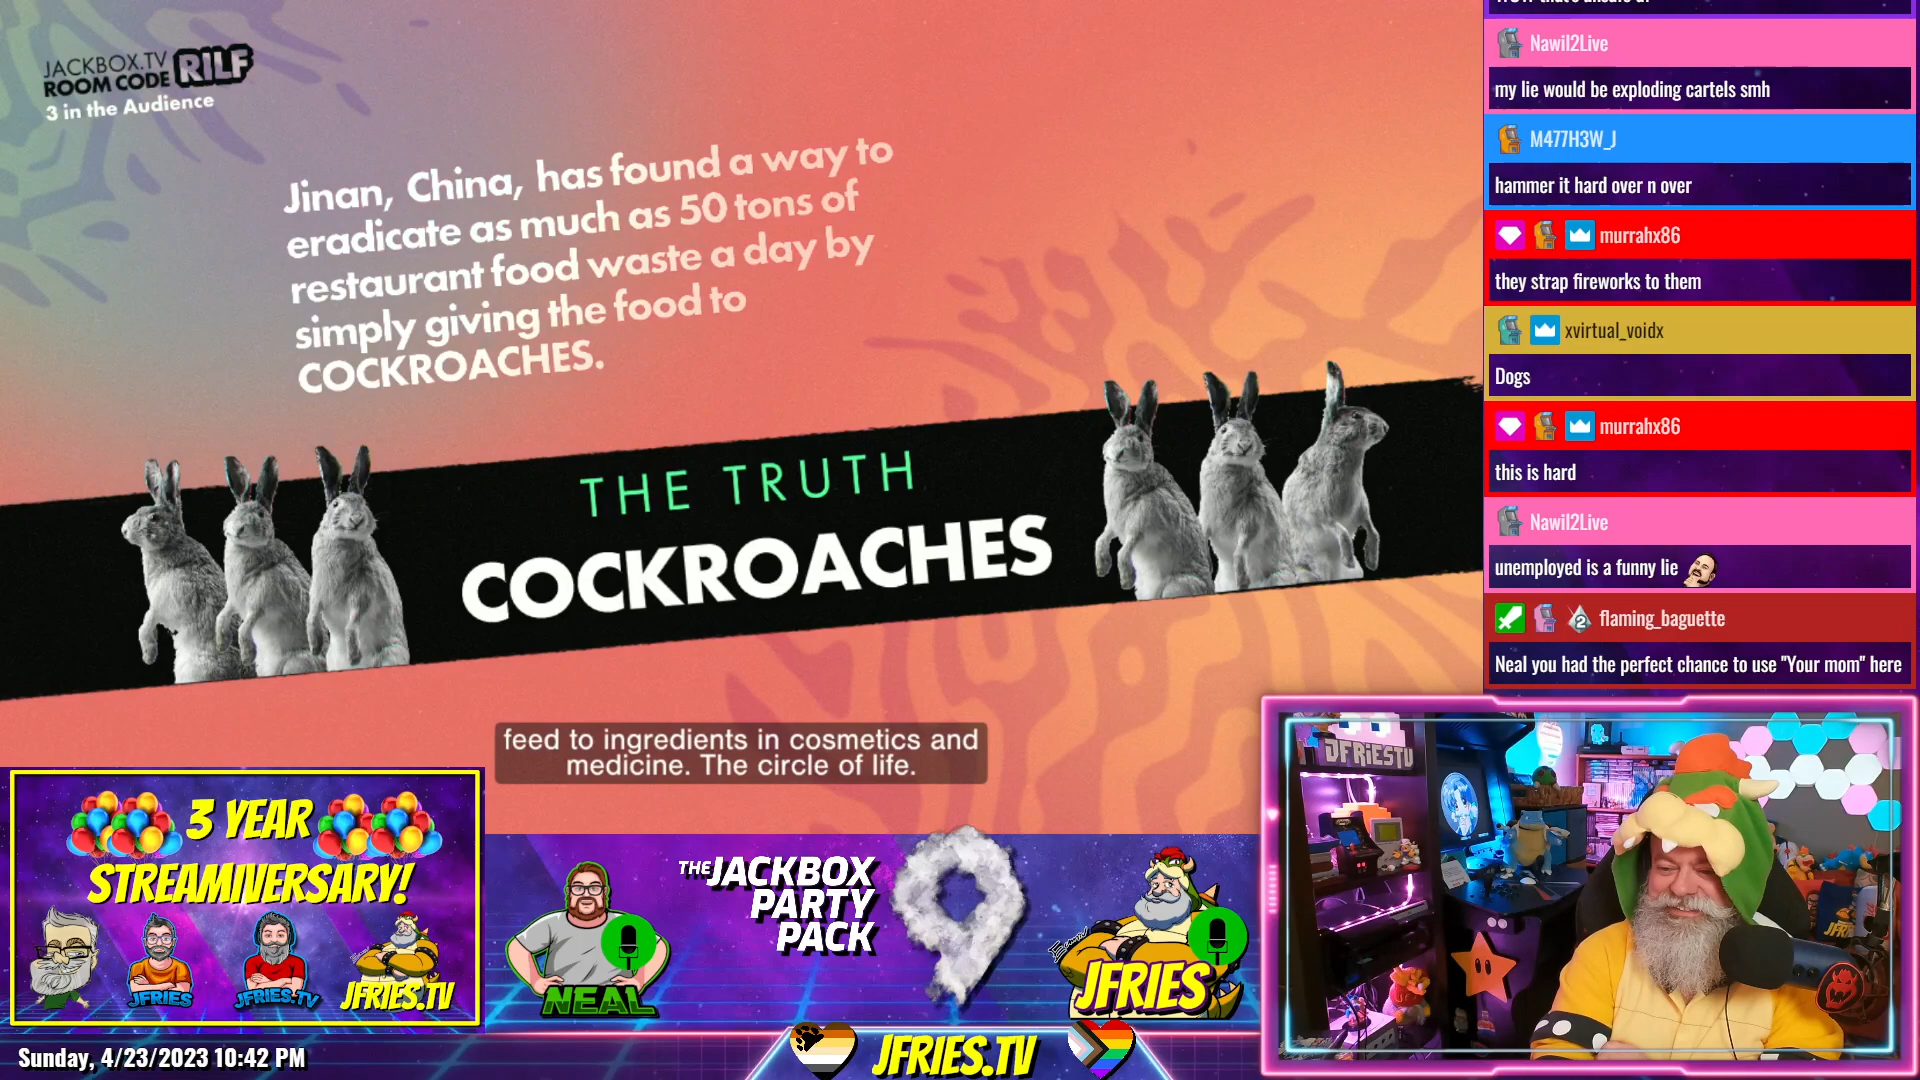 JACKBOX.TV
ROOM CODE RILF
3 in the Audience
Jinan, China, has found a way to
eradicate as much as 50 tons of
restaurant food waste a day by
simply giving the food to
COCKROACHES.
THE TRUTH
COCKROACHES
feed to ingredients in cosmetics and
medicine. The circle of life.
Nawil2Live
my lie would be exploding cartels smh
M477H3W_J
hammer it hard over n over
murrahx86
they strap fireworks to them
xvirtual_voidx
Dogs
murrahx86
this is hard
Nawil2Live
unemployed is a funny lie
2 flaming_baguette
Neal you had the perfect chance to use "Your mom" here
3 YEAR
STREAMIVERSARY!
JFRIES
JFRIES.TV
JFRIES.TV
NEAL
THE JACKBOX
PARTY
PACK
9
JFRIES
JFRIESTV
Sunday, 4/23/2023 10:42 PM
JFRIES.TV